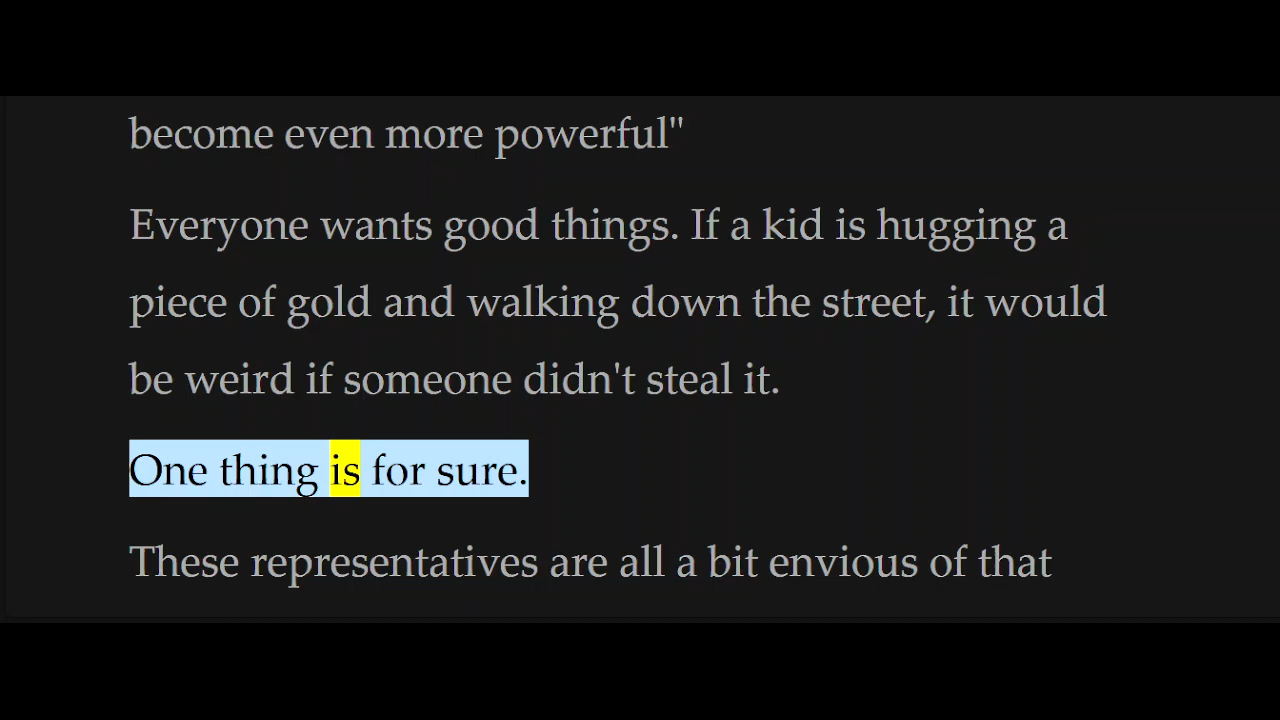 become even more powerful"
Everyone wants good things. If a kid is hugging a
piece of gold and walking down the street, it would
be weird if someone didn't steal it.
One thing is for sure.
These representatives are all a bit envious of that